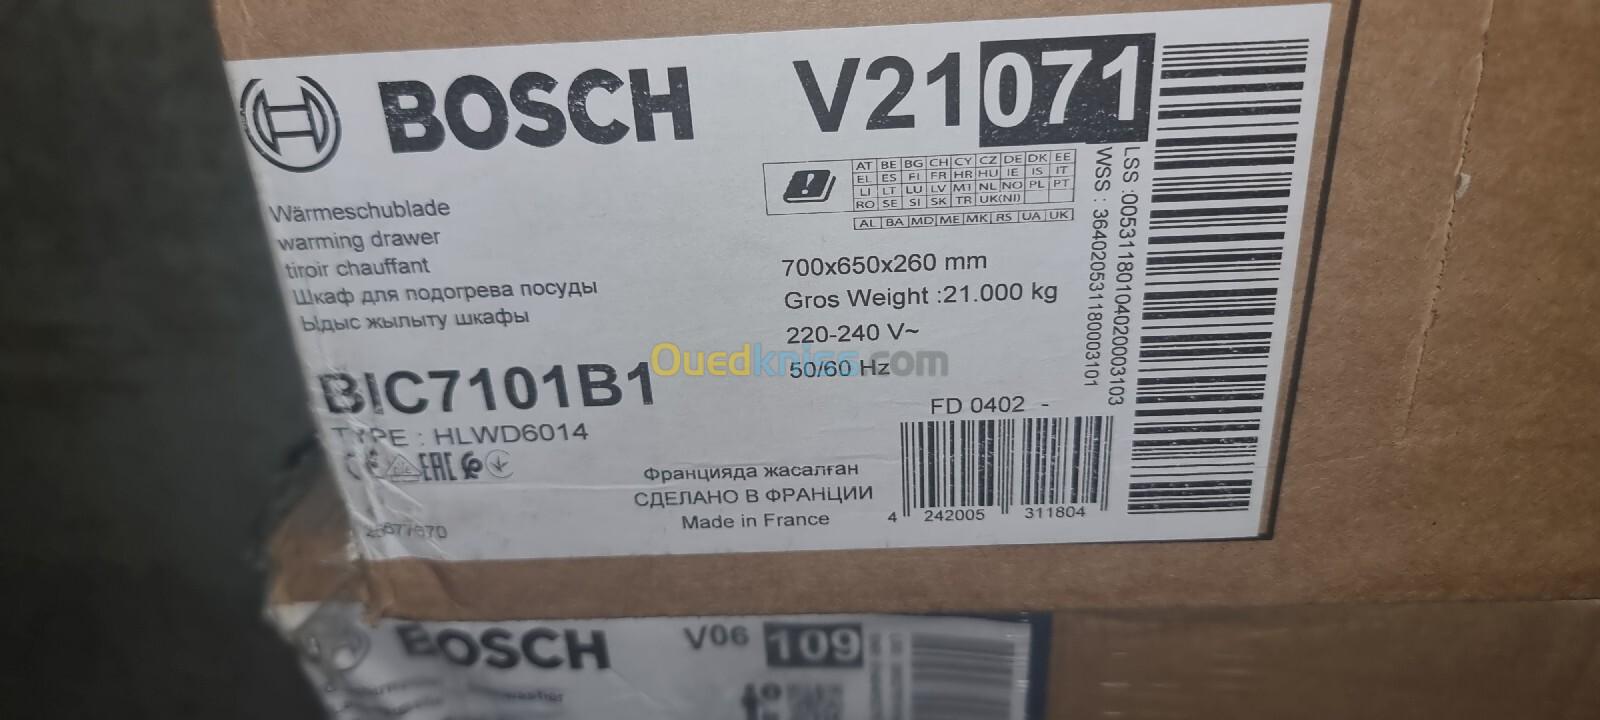 BOSCH
V21071
AT BE BG CH CY CZ DE DK EE
EL ES FI FR HR HU IE IS IT
LI LT LU LV MT NL NO PL PT
RO SE SI SK TR UK(NI)
AL BA MD ME MK RS UA UK
Wärmeschublade
warming drawer
tiroir chauffant
Шкаф для подогрева посуды
Ыдыс жылыту шкафы
700x650x260 mm
Gros Weight :21.000 kg
220-240 V~
50/60 Hz
LSS :005311801040200003103
WSS : 364020531180003101
Ouedkniss.com
BIC7101B1
TYPE : HLWD6014
CE EAC
FD 0402 -
Францияда жасалған
СДЕЛАНО В ФРАНЦИИ
Made in France
4 242005 311804
BOSCH
V06 109